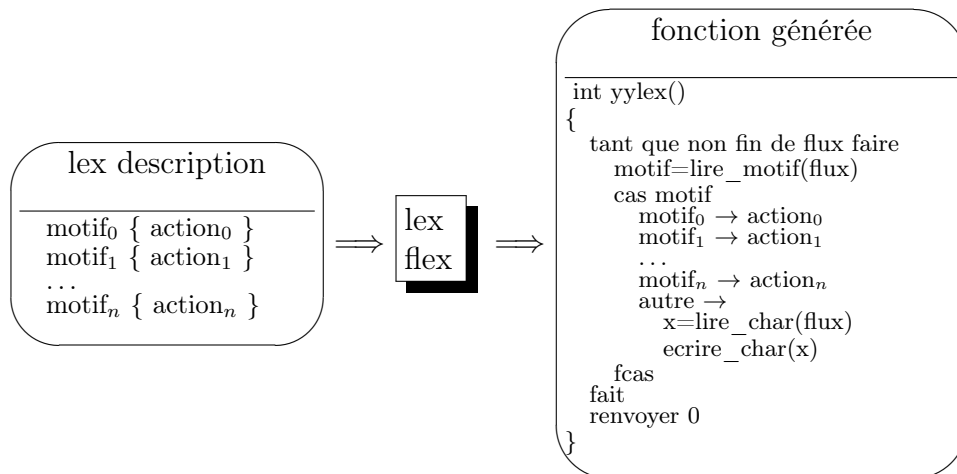 lex description
motif₀ { action₀ }
motif₁ { action₁ }
...
motifₙ { actionₙ }
⟹
lex
flex
⟹
fonction générée
int yylex()
{
tant que non fin de flux faire
motif=lire_motif(flux)
cas motif
motif₀ → action₀
motif₁ → action₁
...
motifₙ → actionₙ
autre →
x=lire_char(flux)
ecrire_char(x)
fcas
fait
renvoyer 0
}